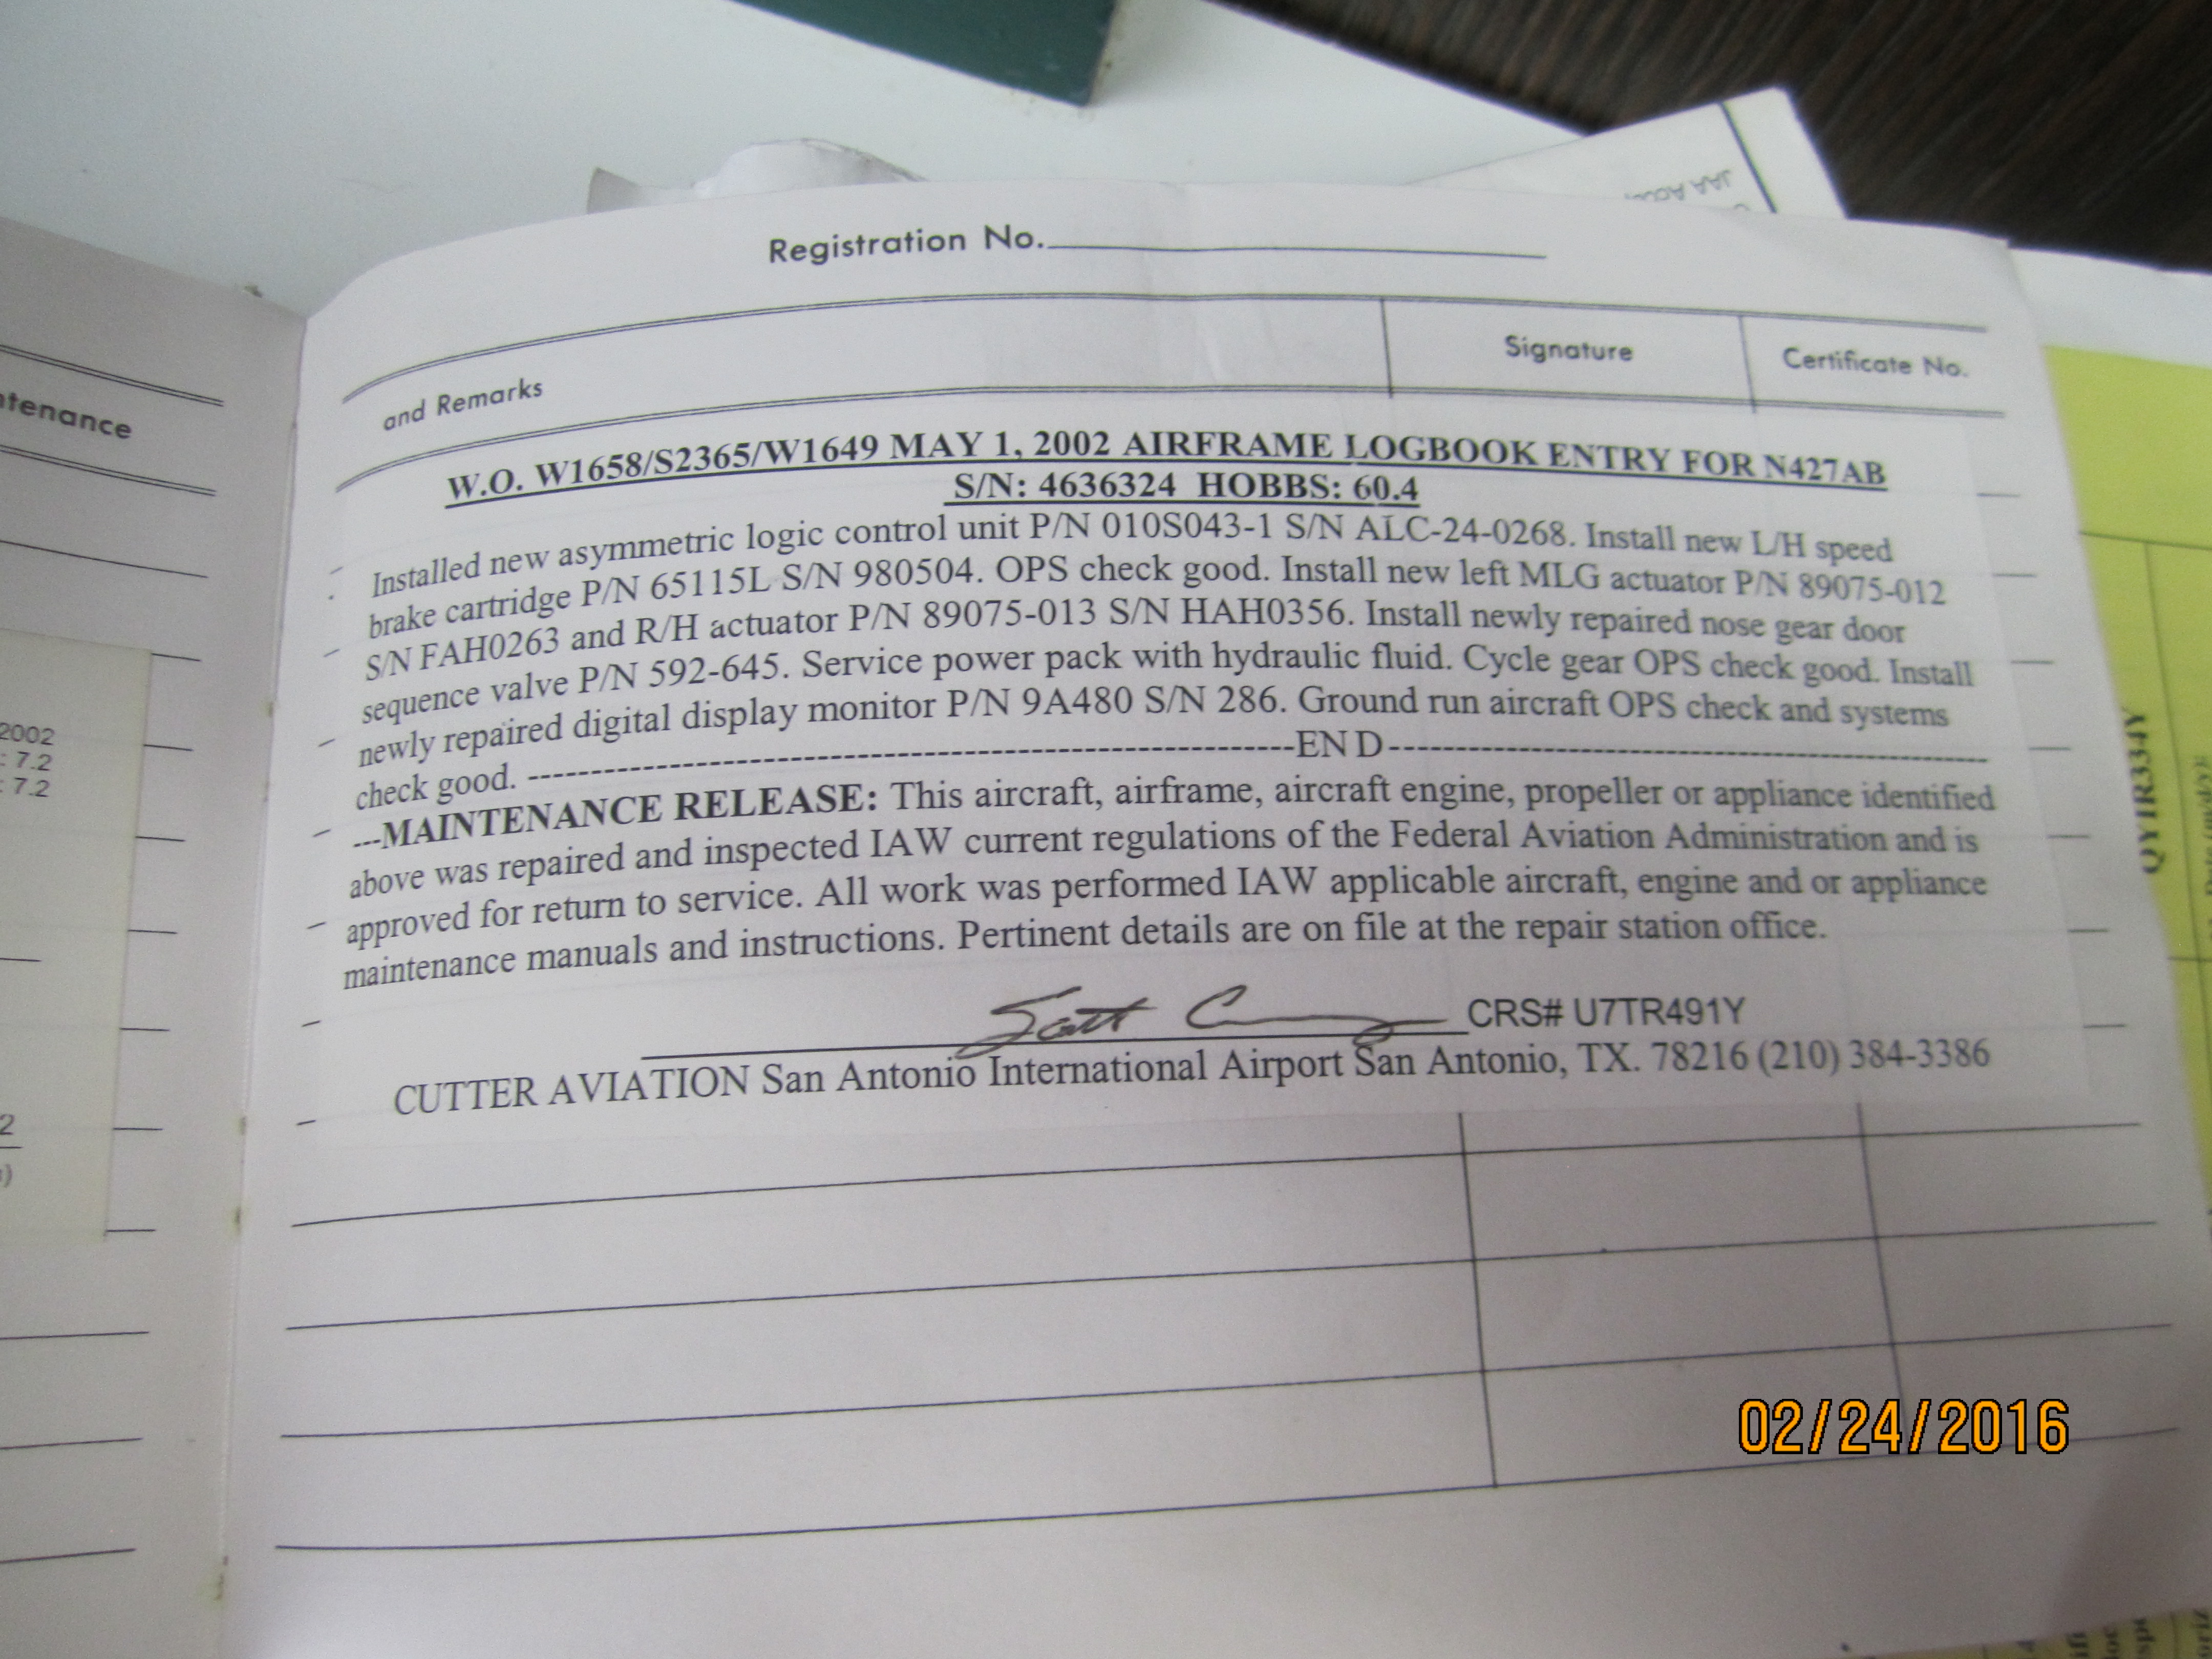 Registration No.
and Remarks
Signature
Certificate No.
W.O. W1658/S2365/W1649 MAY 1, 2002 AIRFRAME LOGBOOK ENTRY FOR N427AB
S/N: 4636324 HOBBS: 60.4
Installed new asymmetric logic control unit P/N 010S043-1 S/N ALC-24-0268. Install new L/H speed
brake cartridge P/N 65115L S/N 980504. OPS check good. Install new left MLG actuator P/N 89075-012
S/N FAH0263 and R/H actuator P/N 89075-013 S/N HAH0356. Install newly repaired nose gear door
sequence valve P/N 592-645. Service power pack with hydraulic fluid. Cycle gear OPS check good. Install
newly repaired digital display monitor P/N 9A480 S/N 286. Ground run aircraft OPS check and systems
check good. ------------------------------------------------------------END------------------------------------------------
---MAINTENANCE RELEASE: This aircraft, airframe, aircraft engine, propeller or appliance identified
above was repaired and inspected IAW current regulations of the Federal Aviation Administration and is
approved for return to service. All work was performed IAW applicable aircraft, engine and or appliance
maintenance manuals and instructions. Pertinent details are on file at the repair station office.
Scott CRS# U7TR491Y
CUTTER AVIATION San Antonio International Airport San Antonio, TX. 78216 (210) 384-3386
02/24/2016
ntenance
2002
: 7.2
: 7.2
2
QYTR334Y